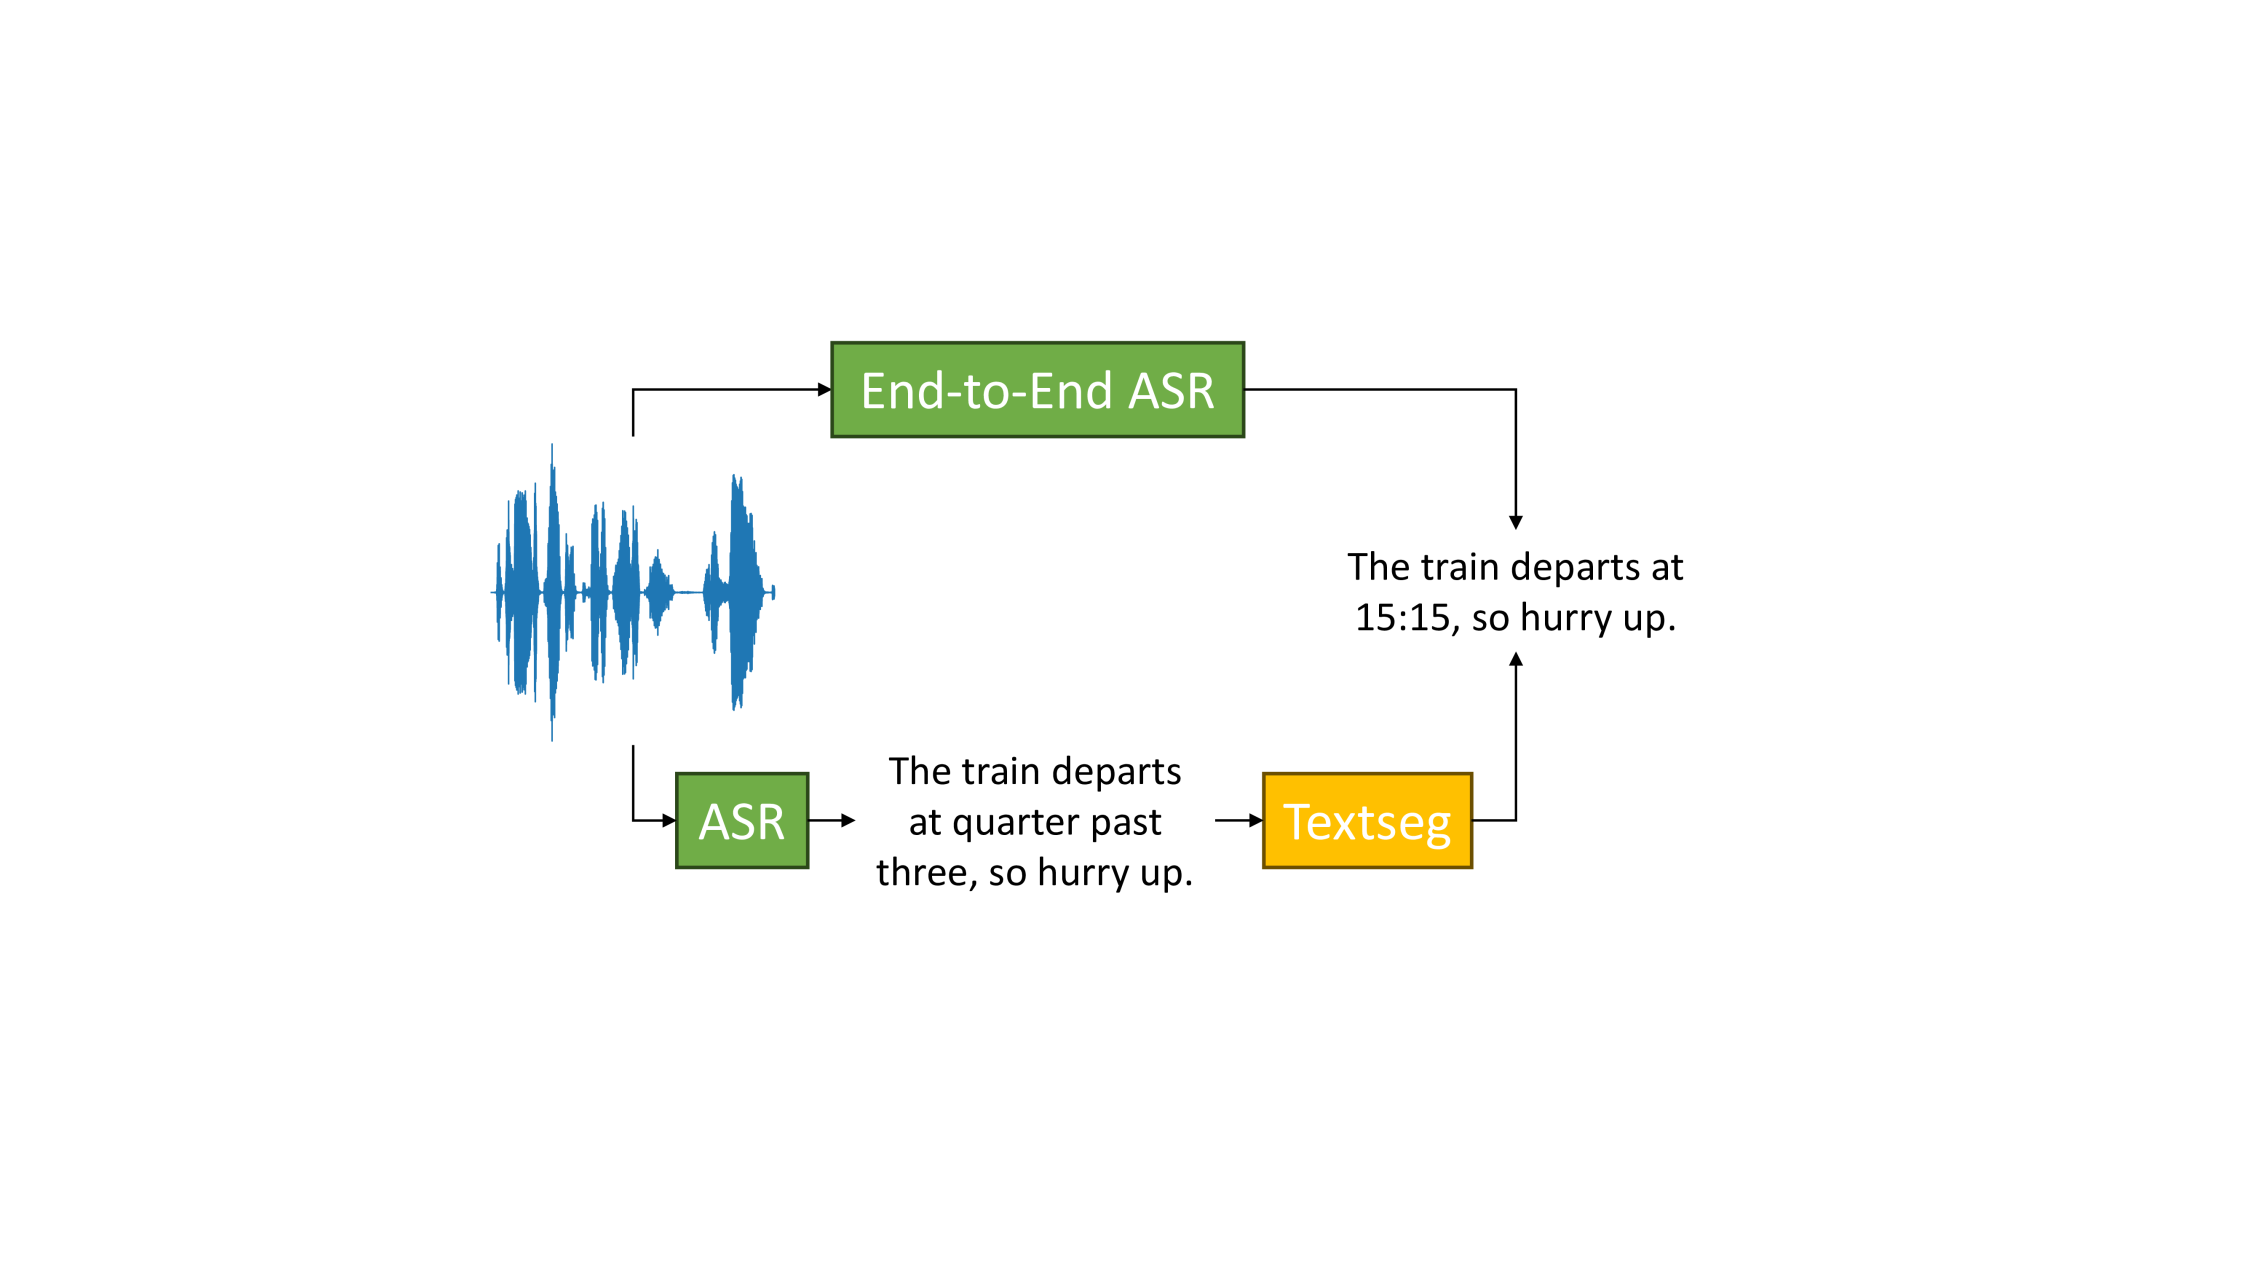 End-to-End ASR
The train departs at
15:15, so hurry up.
ASR
The train departs
at quarter past
three, so hurry up.
Textseg